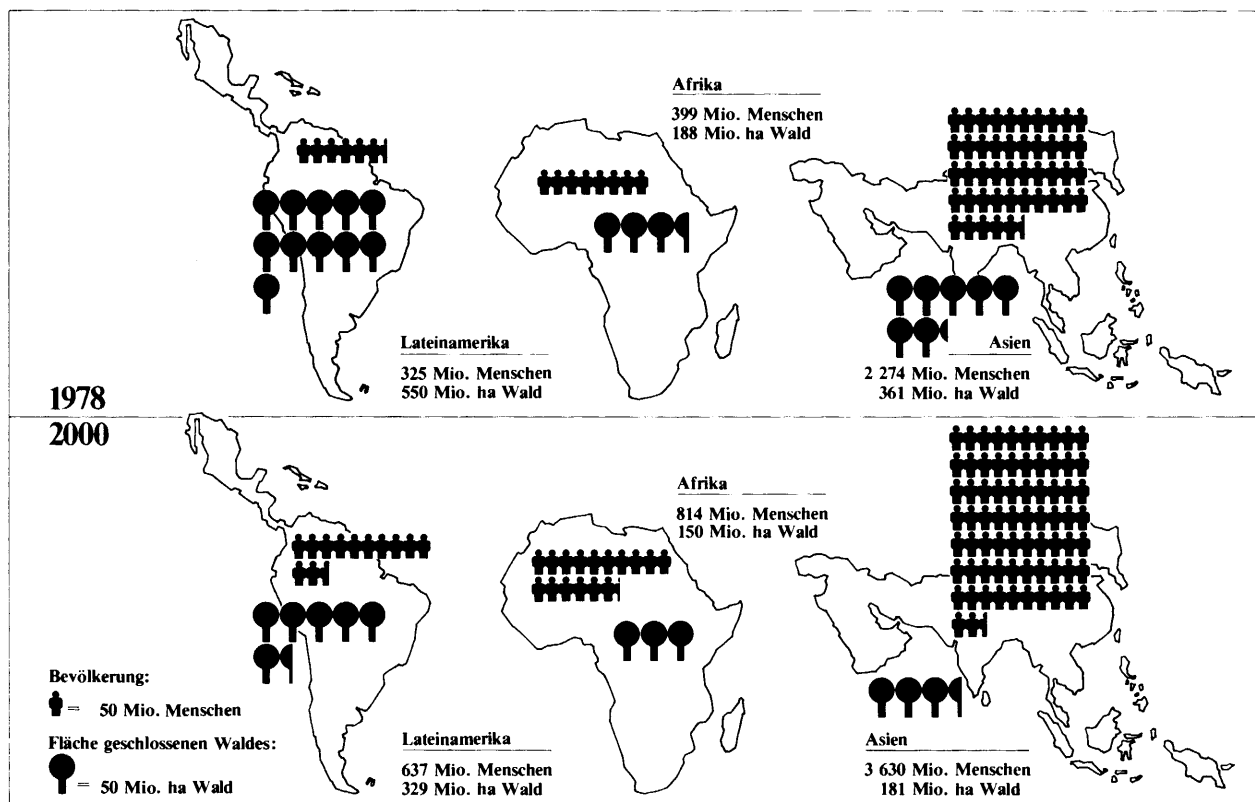 Afrika
399 Mio. Menschen
188 Mio. ha Wald
Lateinamerika
325 Mio. Menschen
550 Mio. ha Wald
Asien
2 274 Mio. Menschen
361 Mio. ha Wald
1978
2000
Afrika
814 Mio. Menschen
150 Mio. ha Wald
Bevölkerung:
= 50 Mio. Menschen
Fläche geschlossenen Waldes:
= 50 Mio. ha Wald
Lateinamerika
637 Mio. Menschen
329 Mio. ha Wald
Asien
3 630 Mio. Menschen
181 Mio. ha Wald